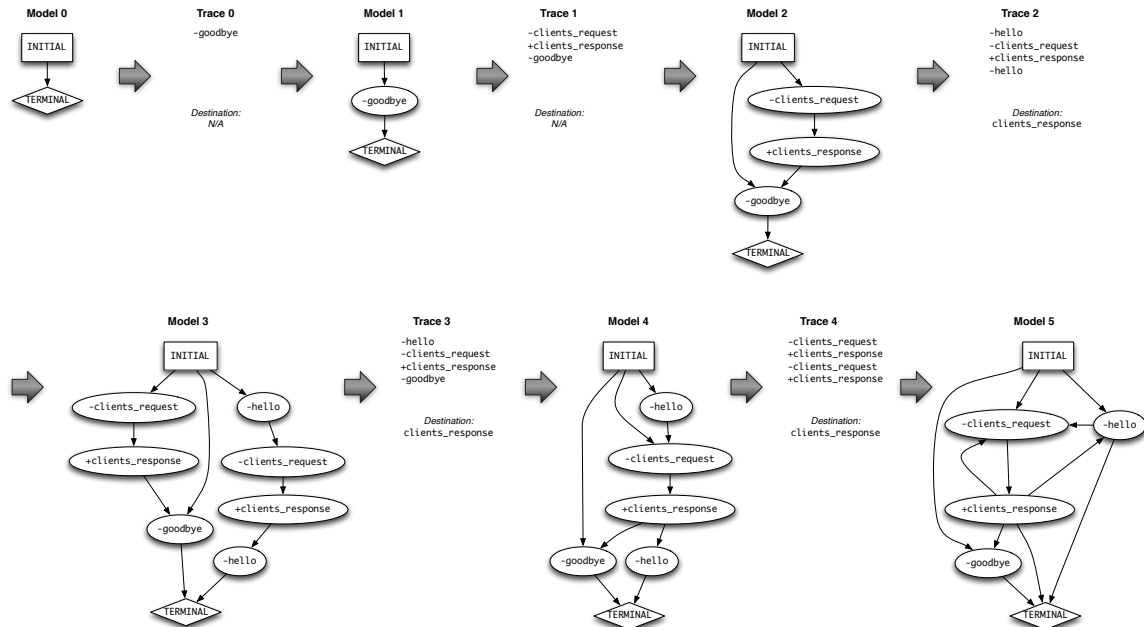 Model 0
INITIAL
TERMINAL
Trace 0
-goodbye
Destination:
N/A
Model 1
INITIAL
-goodbye
TERMINAL
Trace 1
-clients_request
+clients_response
-goodbye
Destination:
N/A
Model 2
INITIAL
-clients_request
+clients_response
-goodbye
TERMINAL
Trace 2
-hello
-clients_request
+clients_response
-hello
Destination:
clients_response
Model 3
INITIAL
-clients_request
-hello
+clients_response
-clients_request
+clients_response
-goodbye
-hello
TERMINAL
Trace 3
-hello
-clients_request
+clients_response
-goodbye
Destination:
clients_response
Model 4
INITIAL
-hello
-clients_request
+clients_response
-goodbye
-hello
TERMINAL
Trace 4
-clients_request
+clients_response
-clients_request
+clients_response
Destination:
clients_response
Model 5
INITIAL
-clients_request
-hello
+clients_response
-goodbye
TERMINAL